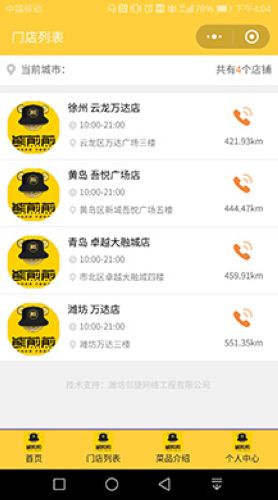 中国移动 78% 下午4:04
门店列表
当前城市： 共有4个店铺
徐州 云龙万达店
10:00-21:00
云龙区万达广场三楼 421.93km
黄岛 吾悦广场店
10:00-21:00
黄岛区新城吾悦广场五楼 444.47km
青岛 卓越大融城店
10:00-21:00
市北区卓越大融城四楼 459.91km
潍坊 万达店
10:00-21:00
潍坊万达三楼 551.35km
技术支持：潍坊邻捷网络工程有限公司
首页 门店列表 菜品介绍 个人中心